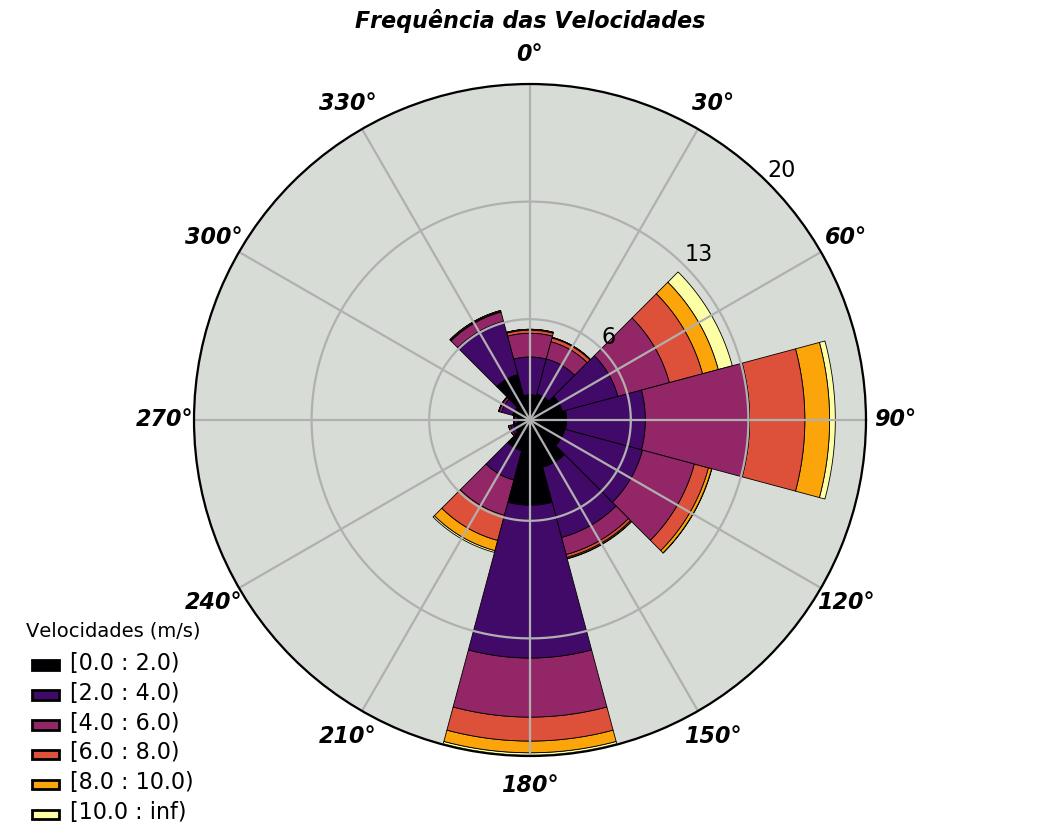 Frequência das Velocidades
0°
330°
30°
20
300°
60°
13
6
270°
90°
240°
120°
210°
150°
180°
Velocidades (m/s)
[0.0 : 2.0)
[2.0 : 4.0)
[4.0 : 6.0)
[6.0 : 8.0)
[8.0 : 10.0)
[10.0 : inf)